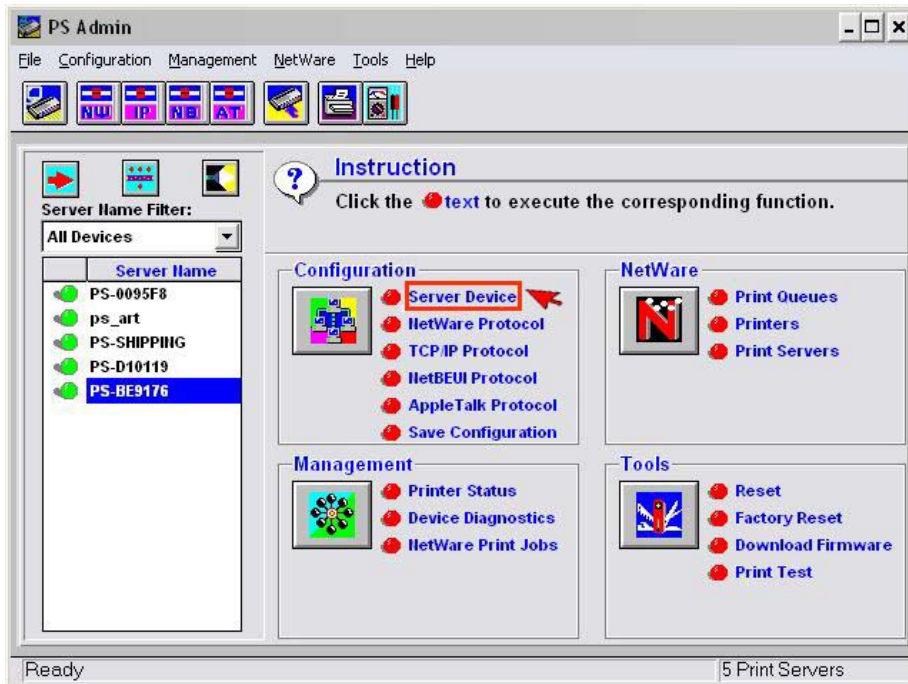 PS Admin
File Configuration Management NetWare Tools Help
NW IP NB AT
Instruction
Click the text to execute the corresponding function.
Server Name Filter:
All Devices
Server Name
PS-0095F8
ps_art
PS-SHIPPING
PS-D10119
PS-BE9176
Configuration
Server Device
NetWare Protocol
TCP/IP Protocol
NetBEUI Protocol
AppleTalk Protocol
Save Configuration
NetWare
Print Queues
Printers
Print Servers
Management
Printer Status
Device Diagnostics
NetWare Print Jobs
Tools
Reset
Factory Reset
Download Firmware
Print Test
Ready
5 Print Servers